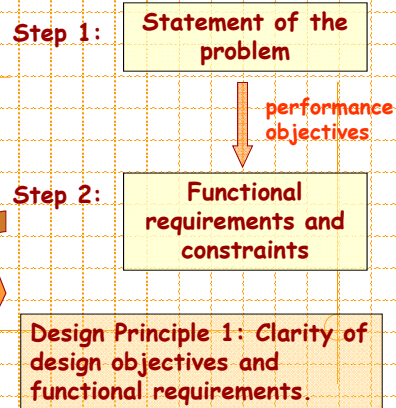 Step 1:
Statement of the
problem
performance
objectives
Step 2:
Functional
requirements and
constraints
Design Principle 1: Clarity of
design objectives and
functional requirements.